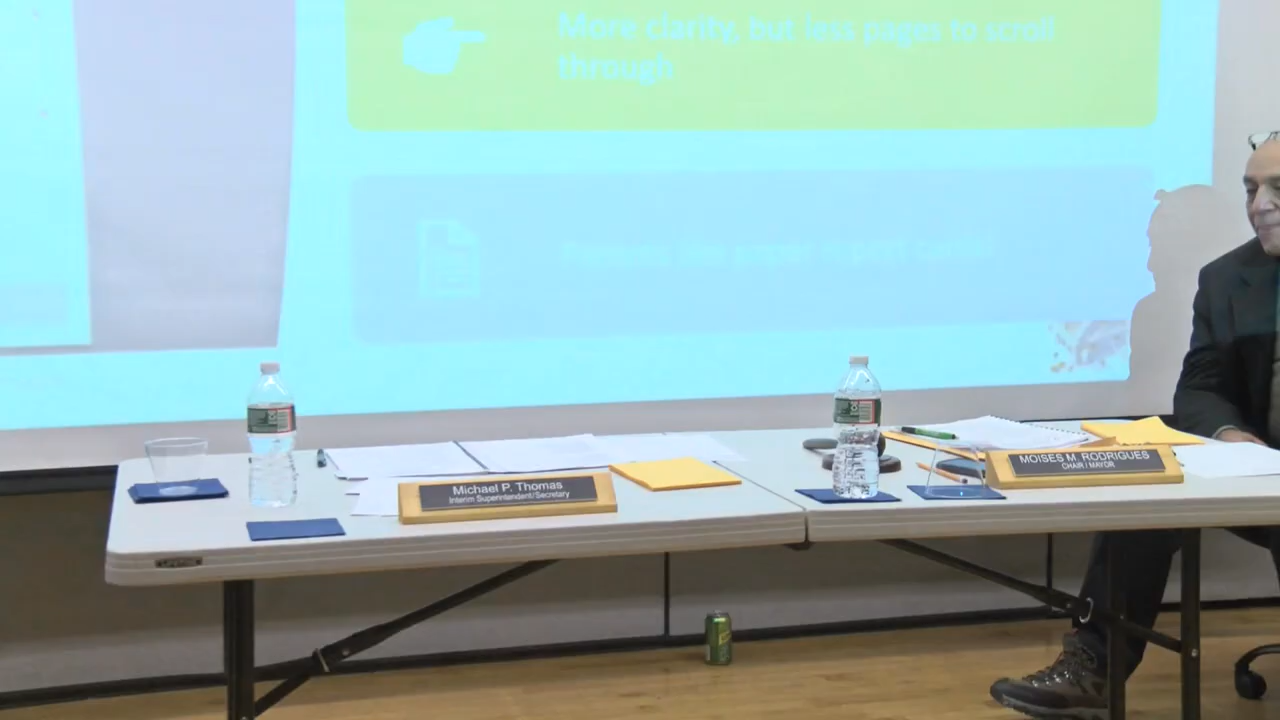 More clarity, but less pages to scroll
through
Michael P. Thomas
Interim Superintendent/Secretary
MOISES M. RODRIGUES
CHAIR / MAYOR